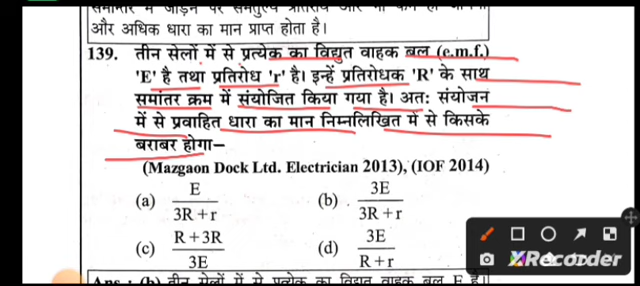 और अधिक धारा का मान प्राप्त होता है।
139. तीन सेलों में से प्रत्येक का विद्युत वाहक बल (e.m.f.)
'E' है तथा प्रतिरोध 'r' है। इन्हें प्रतिरोधक 'R' के साथ
समांतर क्रम में संयोजित किया गया है। अतः संयोजन
में से प्रवाहित धारा का मान निम्नलिखित में से किसके
बराबर होगा–
(Mazgaon Dock Ltd. Electrician 2013), (IOF 2014)
(a) E / 3R + r (b) 3E / 3R + r
(c) R + 3R / 3E (d) 3E / R + r
XRecorder
Ans : (b) तीन सेलों में से प्रत्येक का विद्युत वाहक बल E है।